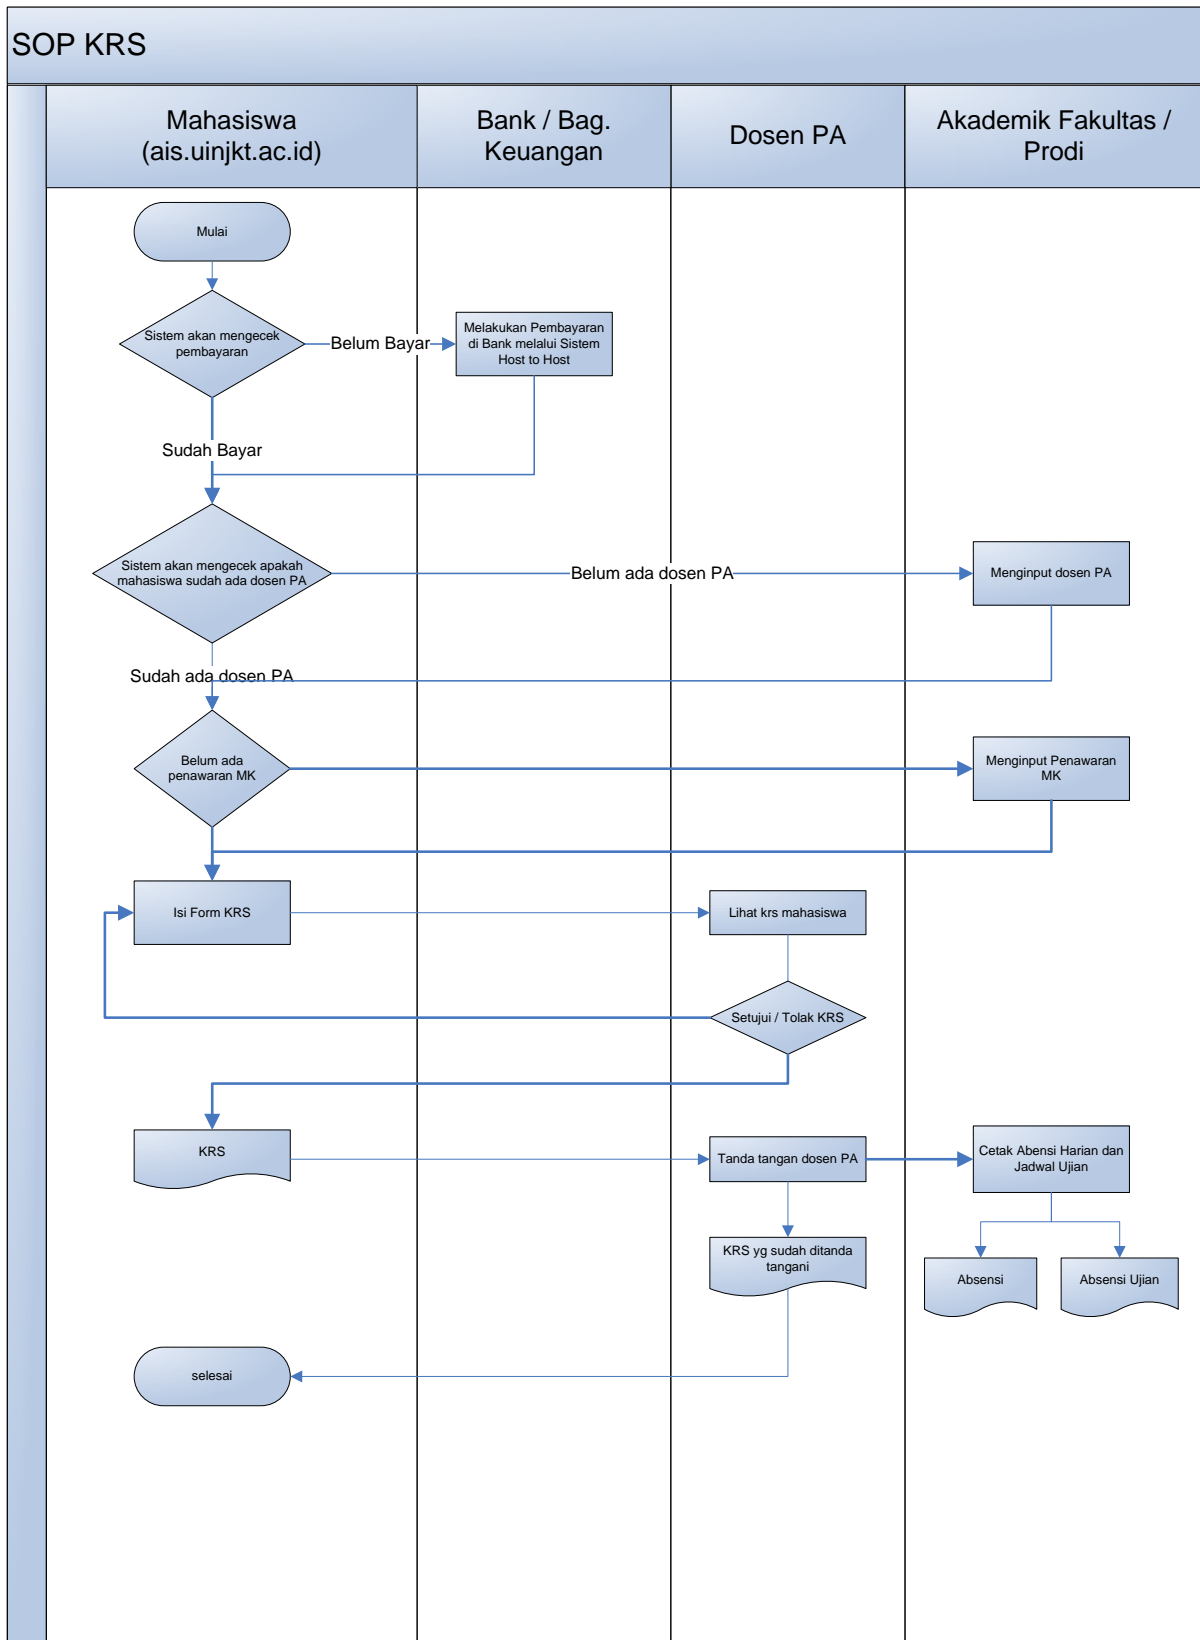 SOP KRS
Mahasiswa
(ais.uinjkt.ac.id)
Bank / Bag.
Keuangan
Dosen PA
Akademik Fakultas /
Prodi
Mulai
Sistem akan mengecek
pembayaran
Belum Bayar
Melakukan Pembayaran
di Bank melalui Sistem
Host to Host
Sudah Bayar
Sistem akan mengecek apakah
mahasiswa sudah ada dosen PA
Belum ada dosen PA
Menginput dosen PA
Sudah ada dosen PA
Belum ada
penawaran MK
Menginput Penawaran
MK
Isi Form KRS
Lihat krs mahasiswa
Setujui / Tolak KRS
KRS
Tanda tangan dosen PA
Cetak Abensi Harian dan
Jadwal Ujian
KRS yg sudah ditanda
tangani
Absensi
Absensi Ujian
selesai